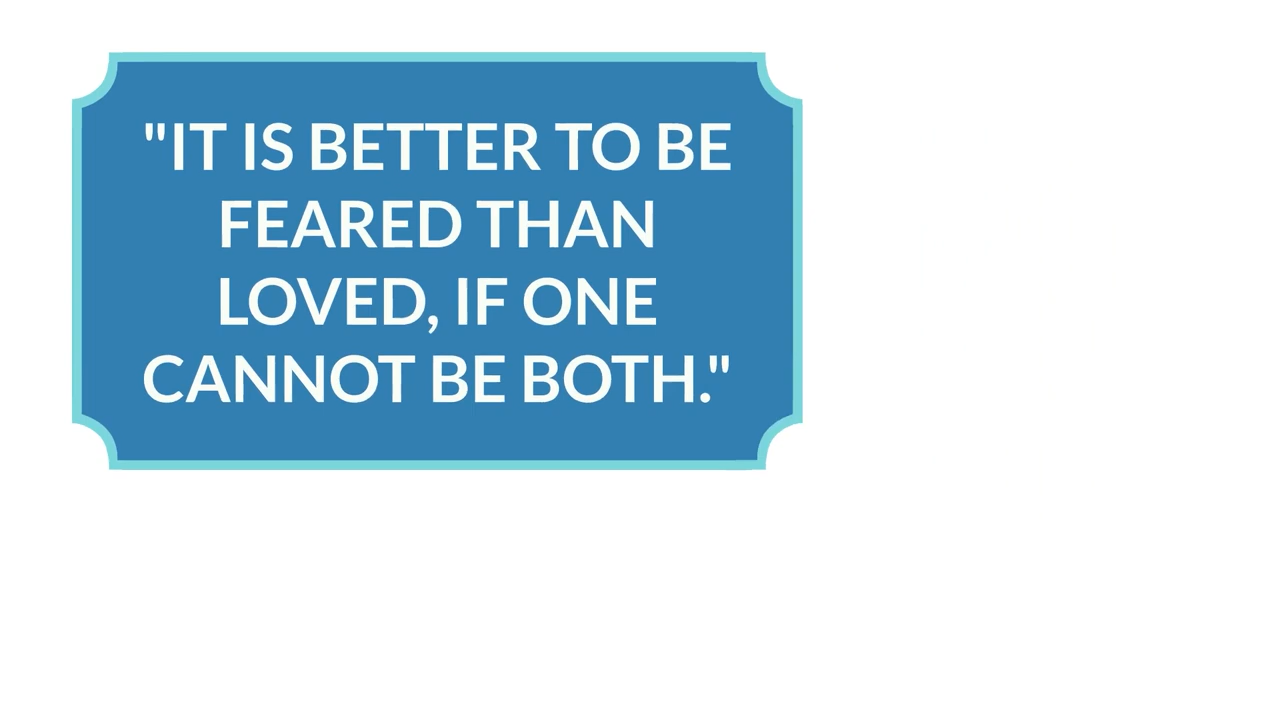 "IT IS BETTER TO BE
FEARED THAN
LOVED, IF ONE
CANNOT BE BOTH."